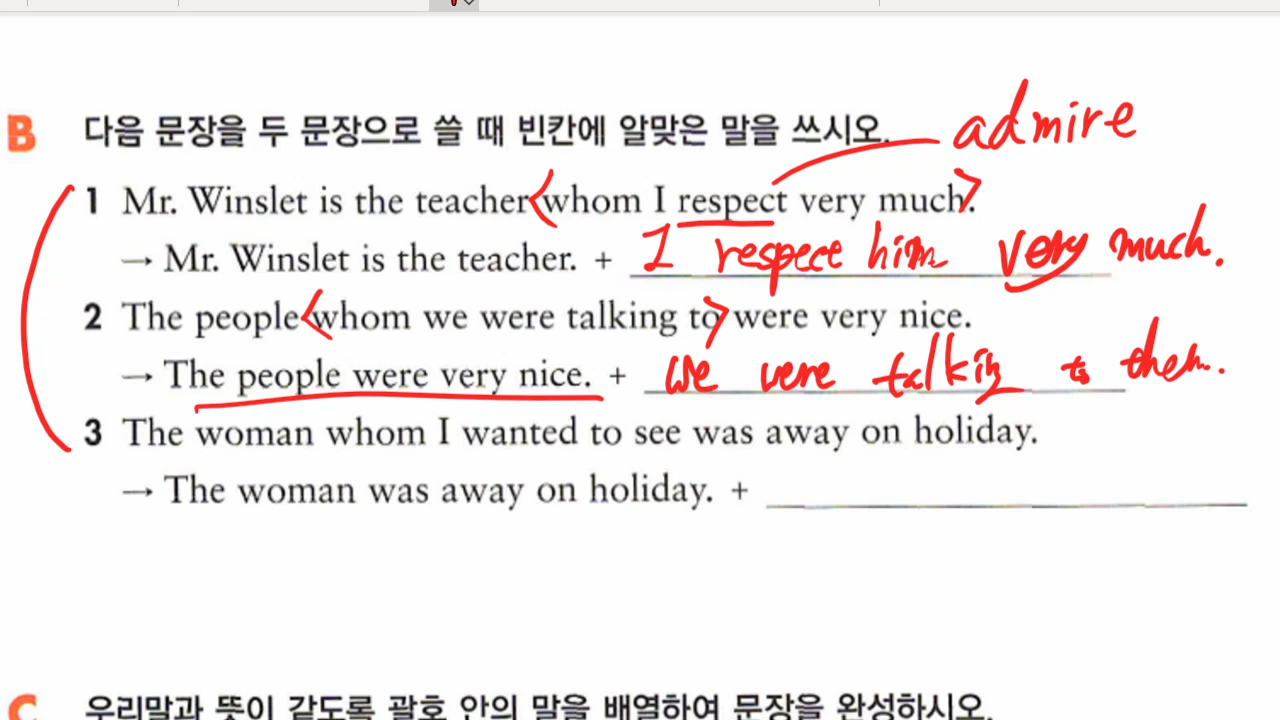 B 다음 문장을 두 문장으로 쓸 때 빈칸에 알맞은 말을 쓰시오. admire
1 Mr. Winslet is the teacher<whom I respect very much>.
→ Mr. Winslet is the teacher. + I respect him very much.
2 The people<whom we were talking to>were very nice.
→ The people were very nice. + we were talking to them.
3 The woman whom I wanted to see was away on holiday.
→ The woman was away on holiday. +
C 우리말과 뜻이 같도록 괄호 안의 말을 배열하여 문장을 완성하시오.